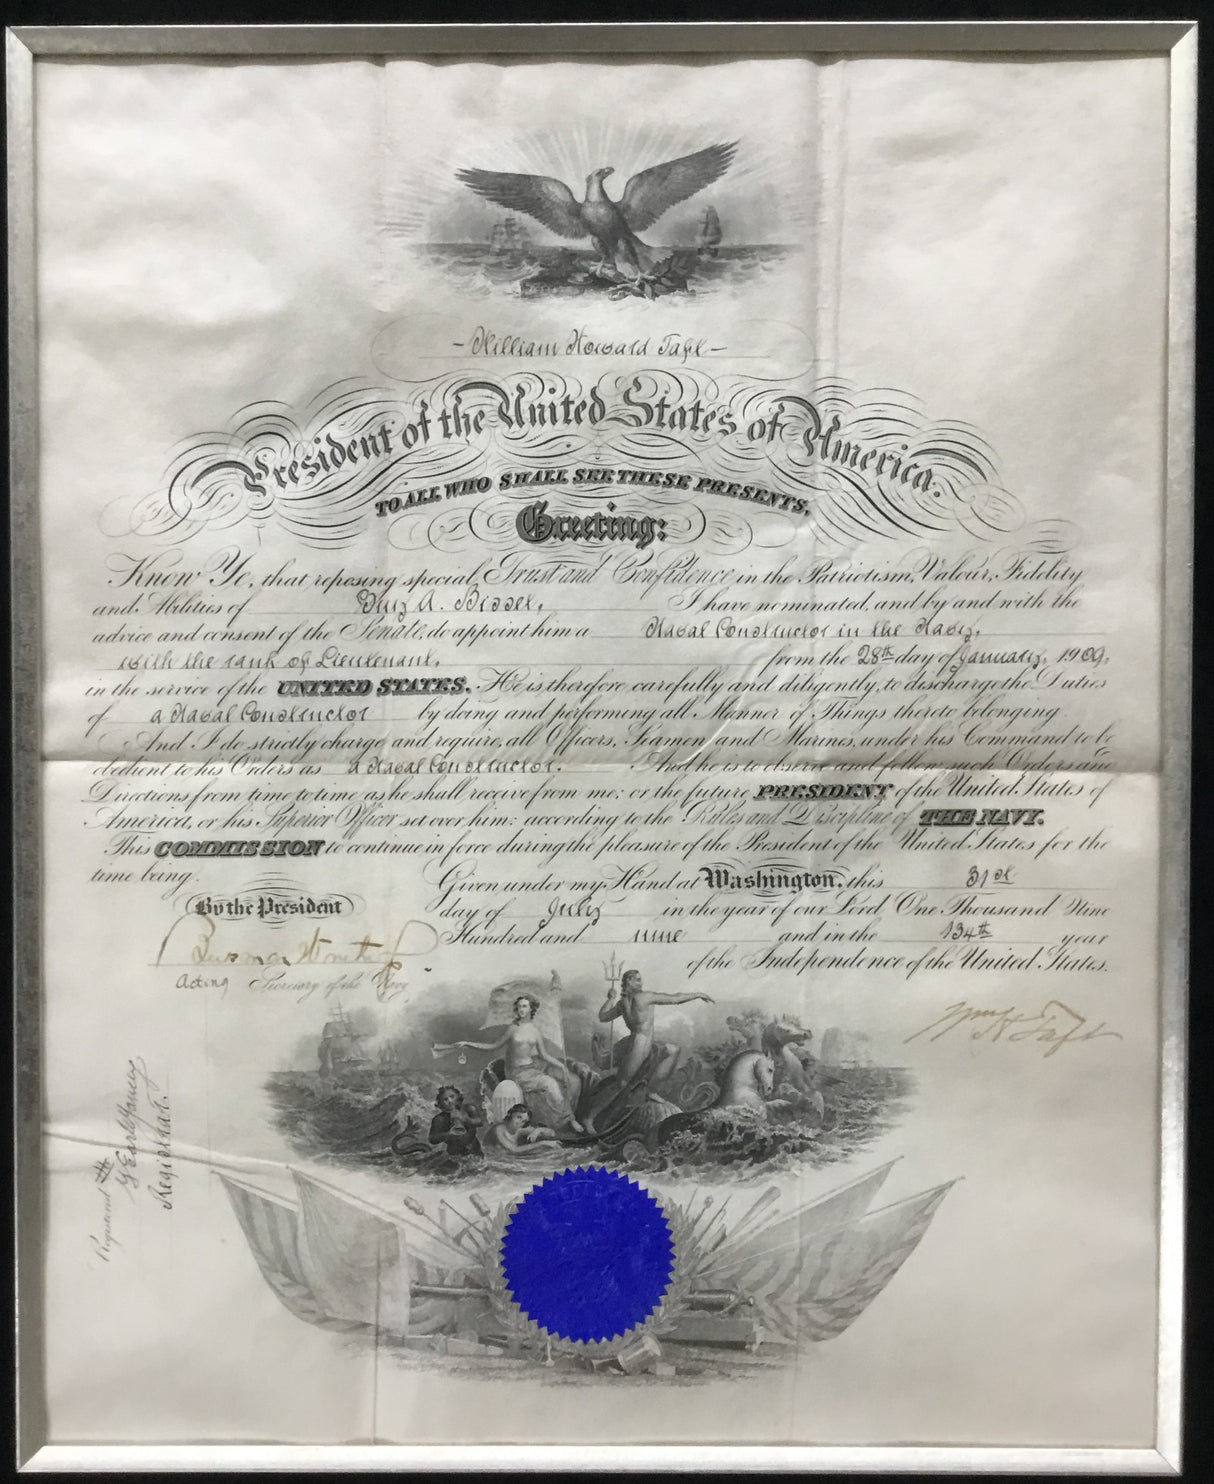 -William Howard Taft-
President of the United States of America.
TO ALL WHO SHALL SEE THESE PRESENTS,
Greeting:
Know Ye, that reposing special Trust and Confidence in the Patriotism, Valour, Fidelity
and Abilities of A. Bissel, I have nominated, and by and with the
advice and consent of the Senate, do appoint him a Naval Constructor in the Navy,
with the rank of Lieutenant, from the 28th day of January, 1909,
in the service of the UNITED STATES. He is therefore carefully and diligently, to discharge the Duties
of a Naval Constructor by doing and performing all Manner of Things thereto belonging.
And I do strictly charge and require, all Officers, Seamen and Marines, under his Command to be
obedient to his Orders as a Naval Constructor. And he is to observe and follow such Orders and
Directions from time to time as he shall receive from me; or the future PRESIDENT of the United States of
America, or his Superior Officer set over him; according to the Rules and Discipline of THE NAVY.
This COMMISSION to continue in force during the pleasure of the President of the United States for the
time being.
Given under my Hand at Washington, this 31st
day of July in the year of our Lord, One Thousand Nine
Hundred and nine and in the 134th year
of the Independence of the United States.
By the President
Acting Secretary of the Navy.
Wm H Taft
Registered
Registrar.